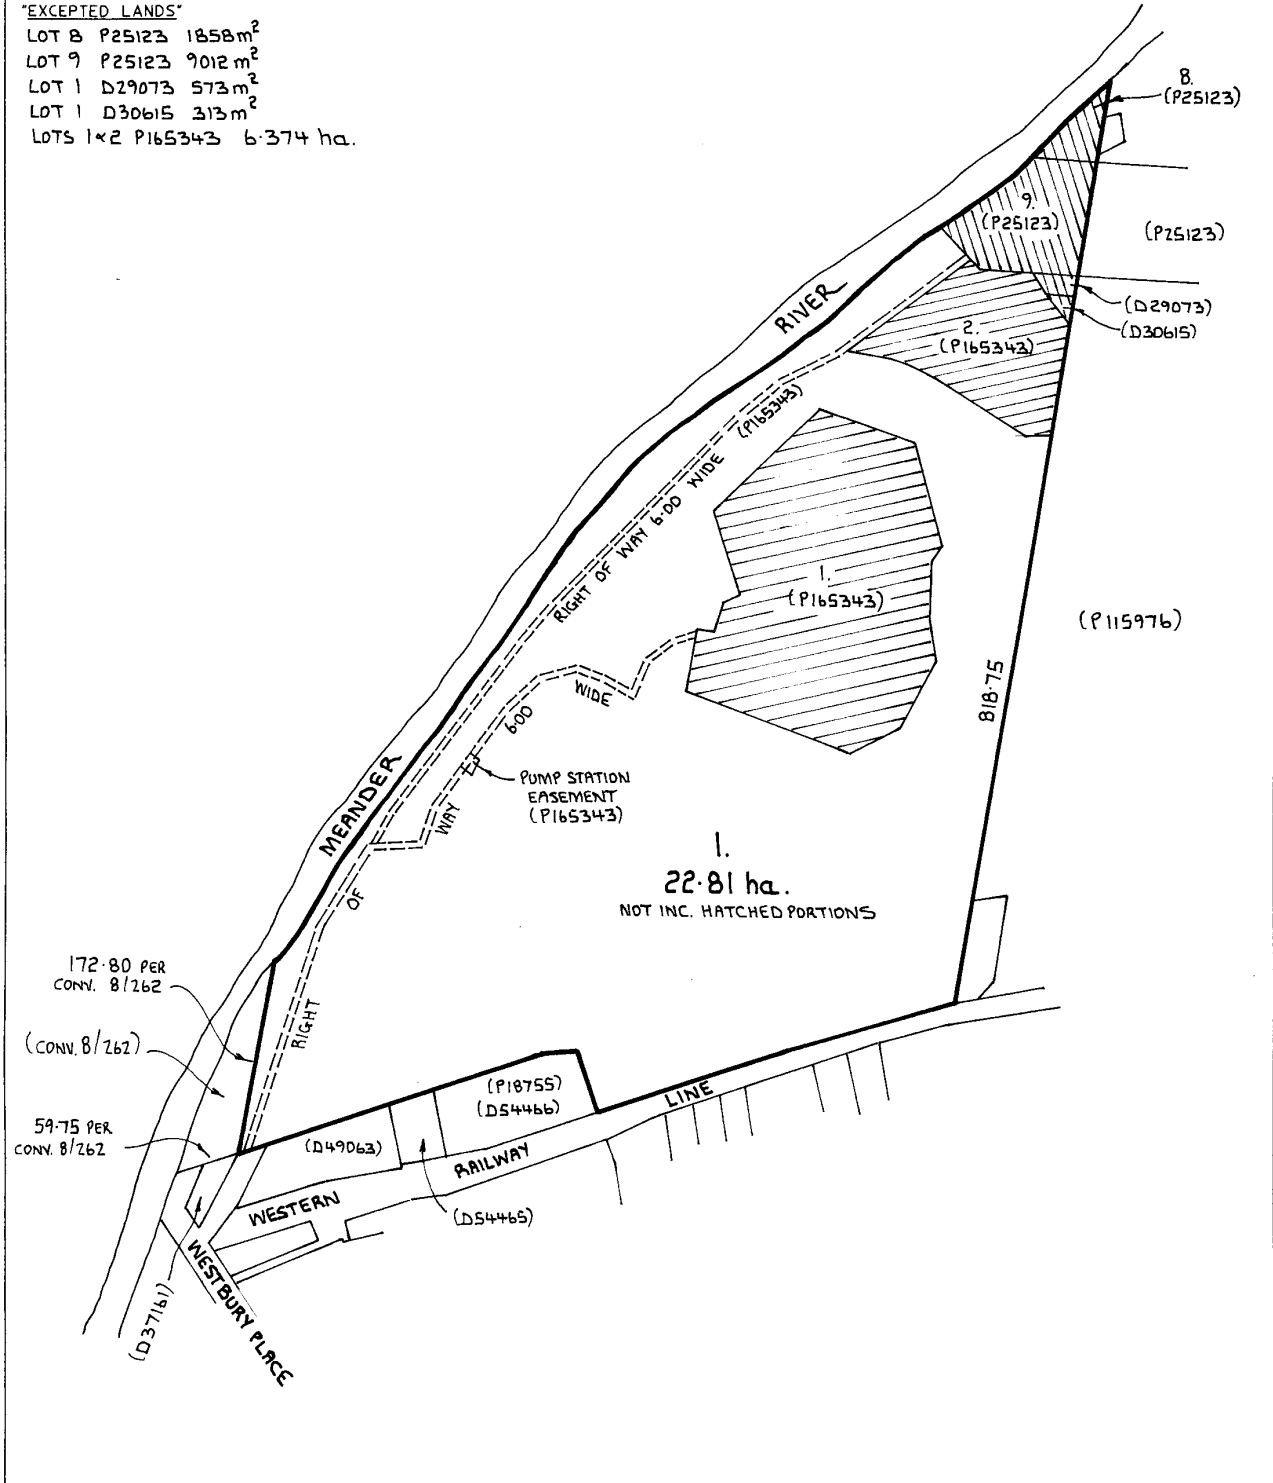 "EXCEPTED LANDS"
LOT 8 P25123 1858m²
LOT 9 P25123 9012m²
LOT 1 D29073 573m²
LOT 1 D30615 313m²
LOTS 1&2 P165343 6·374 ha.
8.
(P25123)
9.
(P25123)
(P25123)
(D29073)
(D30615)
2.
(P165343)
RIVER
(P165343)
RIGHT OF WAY 6·00 WIDE
1.
(P165343)
(P115976)
818·75
WIDE
6·00
MEANDER
PUMP STATION
EASEMENT
(P165343)
WAY
1.
22·81 ha.
NOT INC. HATCHED PORTIONS
OF
172·80 PER
CONV. 8/262
RIGHT
(CONV. 8/262)
(P18755)
(D54466)
LINE
59·75 PER
CONV. 8/262
(D49063)
RAILWAY
WESTERN
(D54465)
WESTBURY PLACE
(D37161)